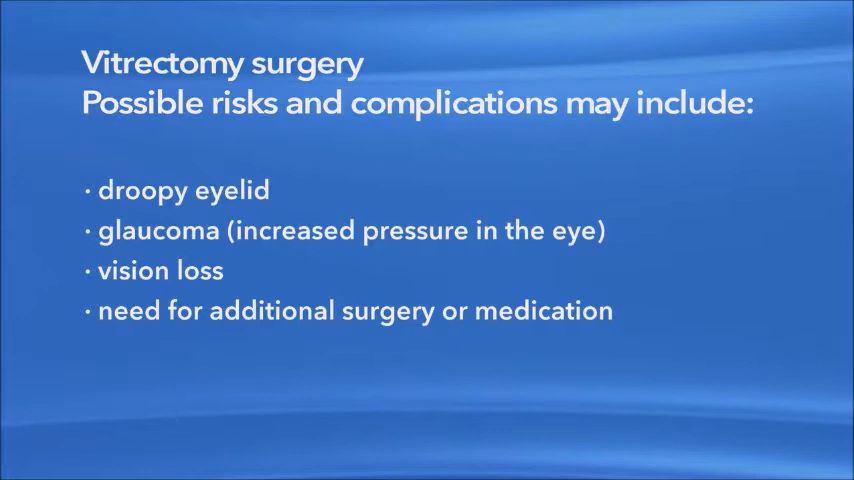 Vitrectomy surgery
Possible risks and complications may include:
· droopy eyelid
· glaucoma (increased pressure in the eye)
· vision loss
· need for additional surgery or medication